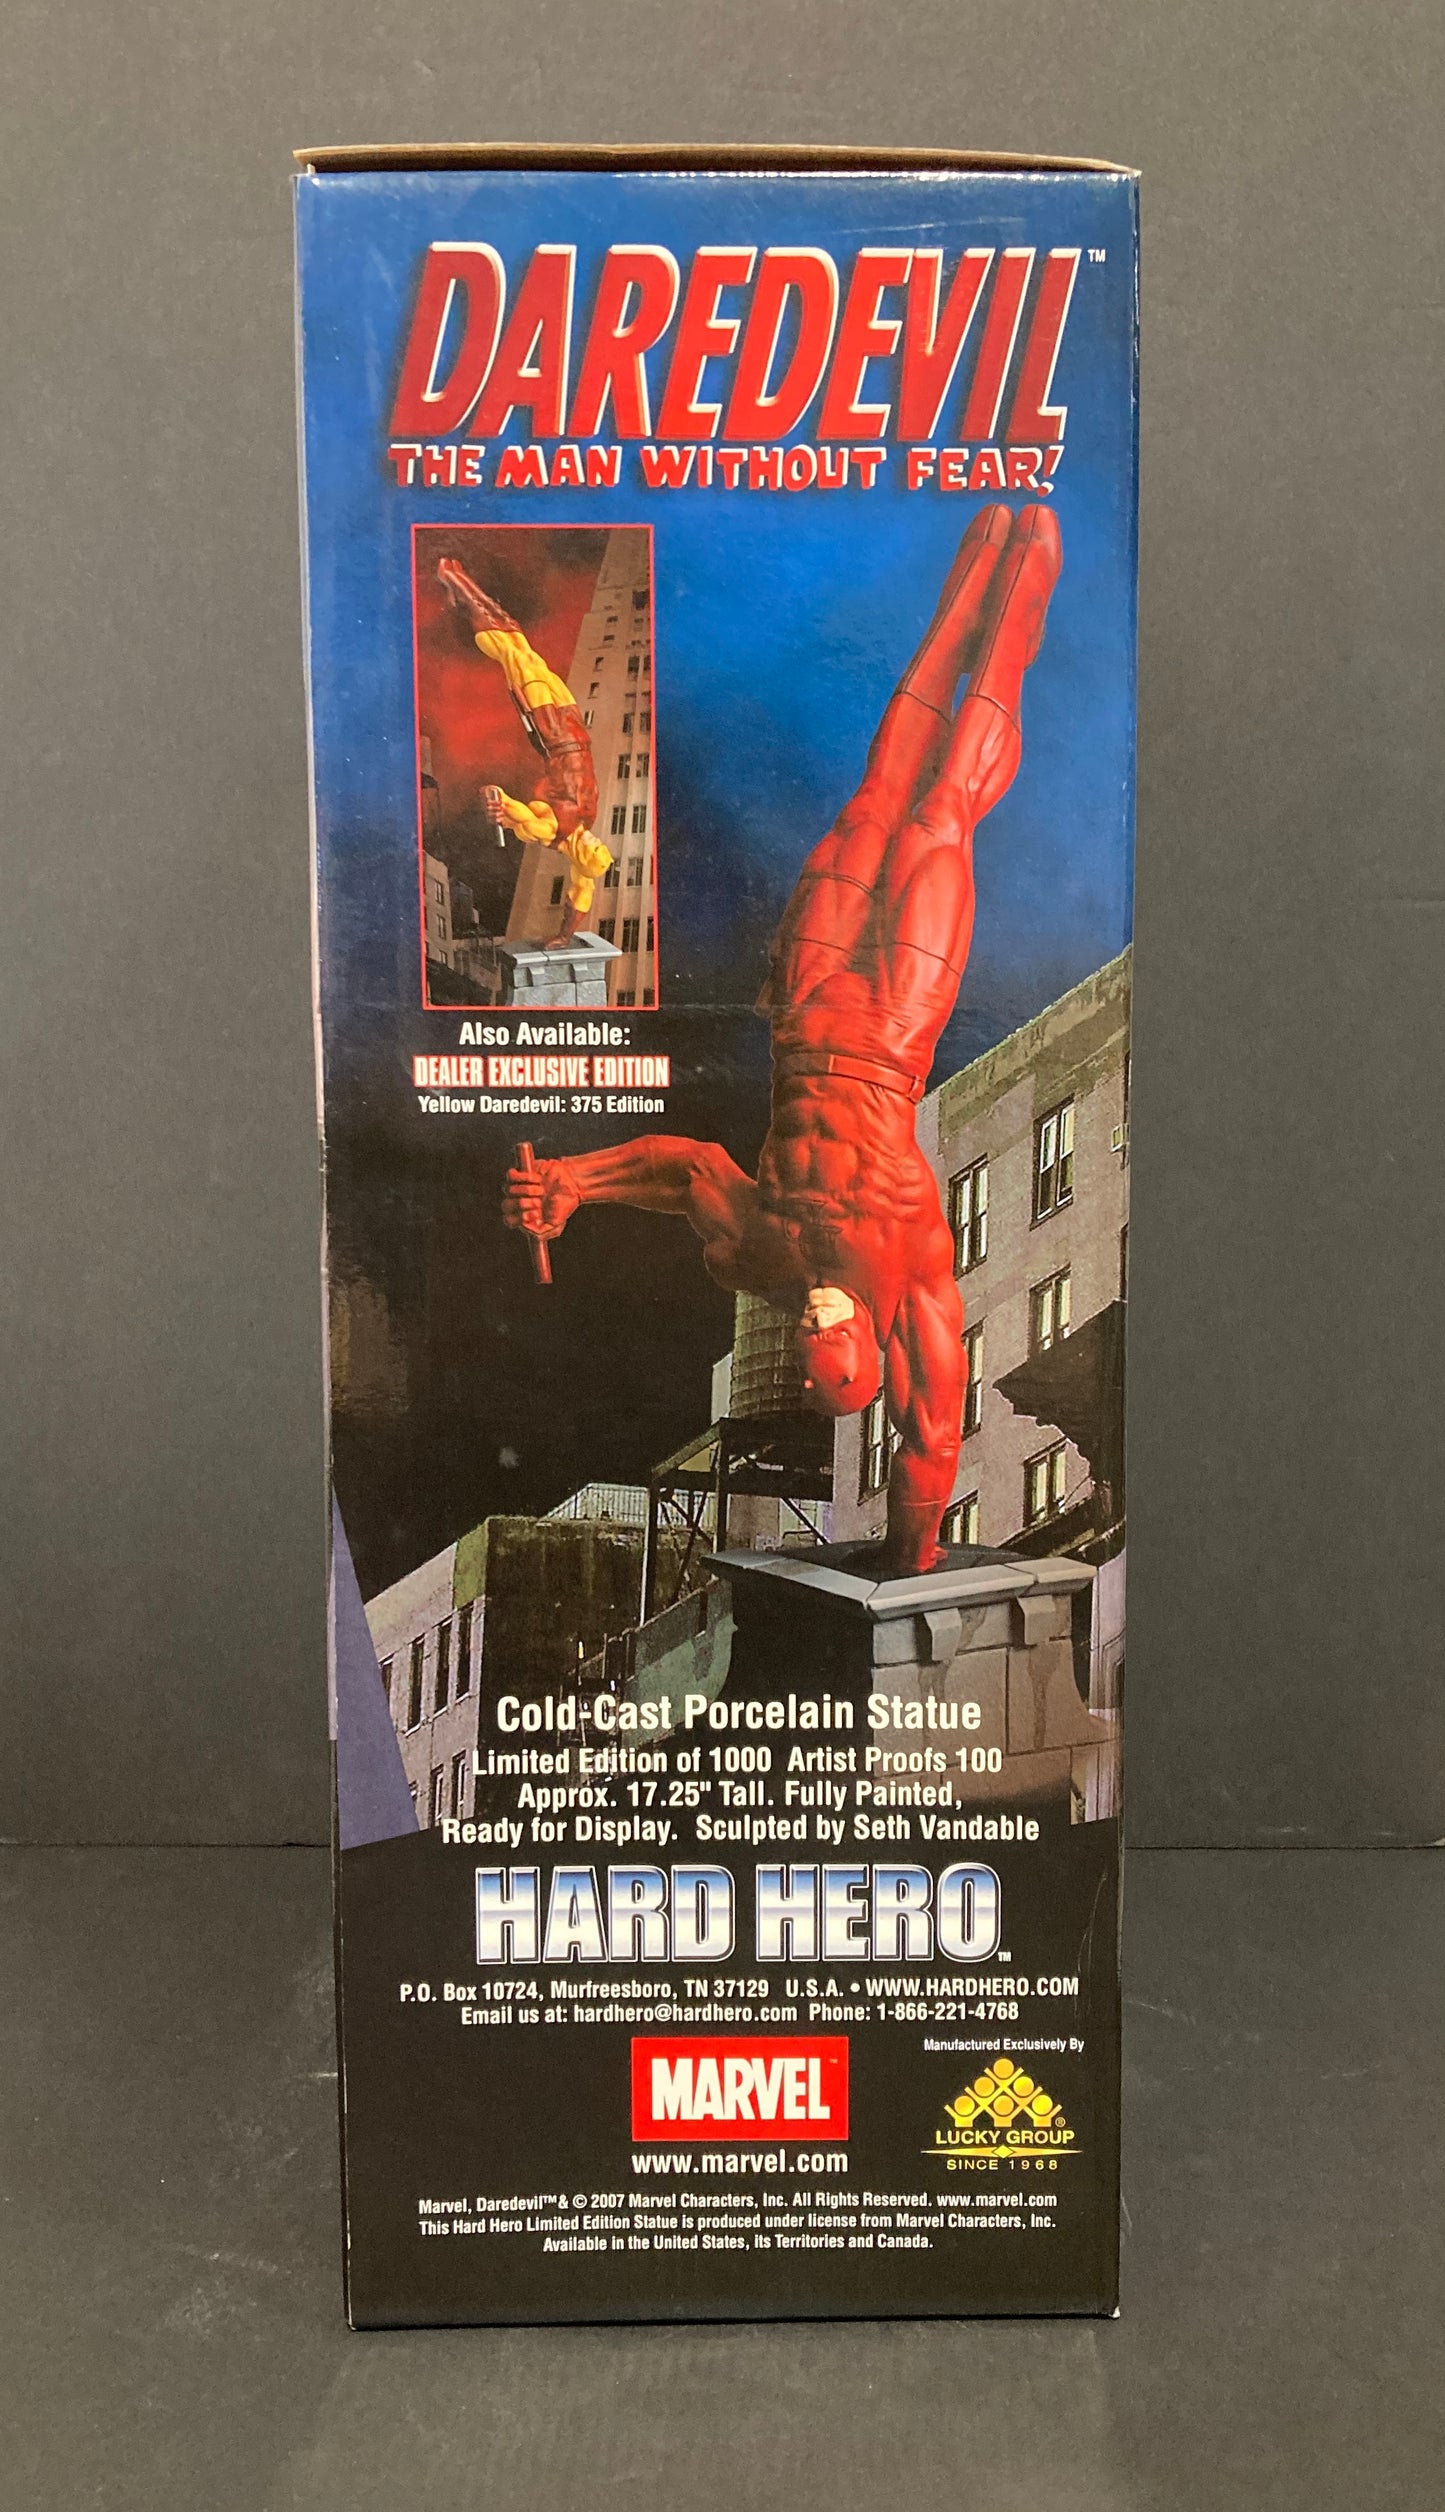 DAREDEVIL™
THE MAN WITHOUT FEAR!
Also Available:
DEALER EXCLUSIVE EDITION
Yellow Daredevil: 375 Edition
Cold-Cast Porcelain Statue
Limited Edition of 1000 Artist Proofs 100
Approx. 17.25" Tall. Fully Painted,
Ready for Display. Sculpted by Seth Vandable
HARD HERO™
P.O. Box 10724, Murfreesboro, TN 37129 U.S.A. • WWW.HARDHERO.COM
Email us at: hardhero@hardhero.com Phone: 1-866-221-4768
MARVEL™
www.marvel.com
Manufactured Exclusively By
®
LUCKY GROUP
SINCE 1968
Marvel, Daredevil™ & © 2007 Marvel Characters, Inc. All Rights Reserved. www.marvel.com
This Hard Hero Limited Edition Statue is produced under license from Marvel Characters, Inc.
Available in the United States, its Territories and Canada.